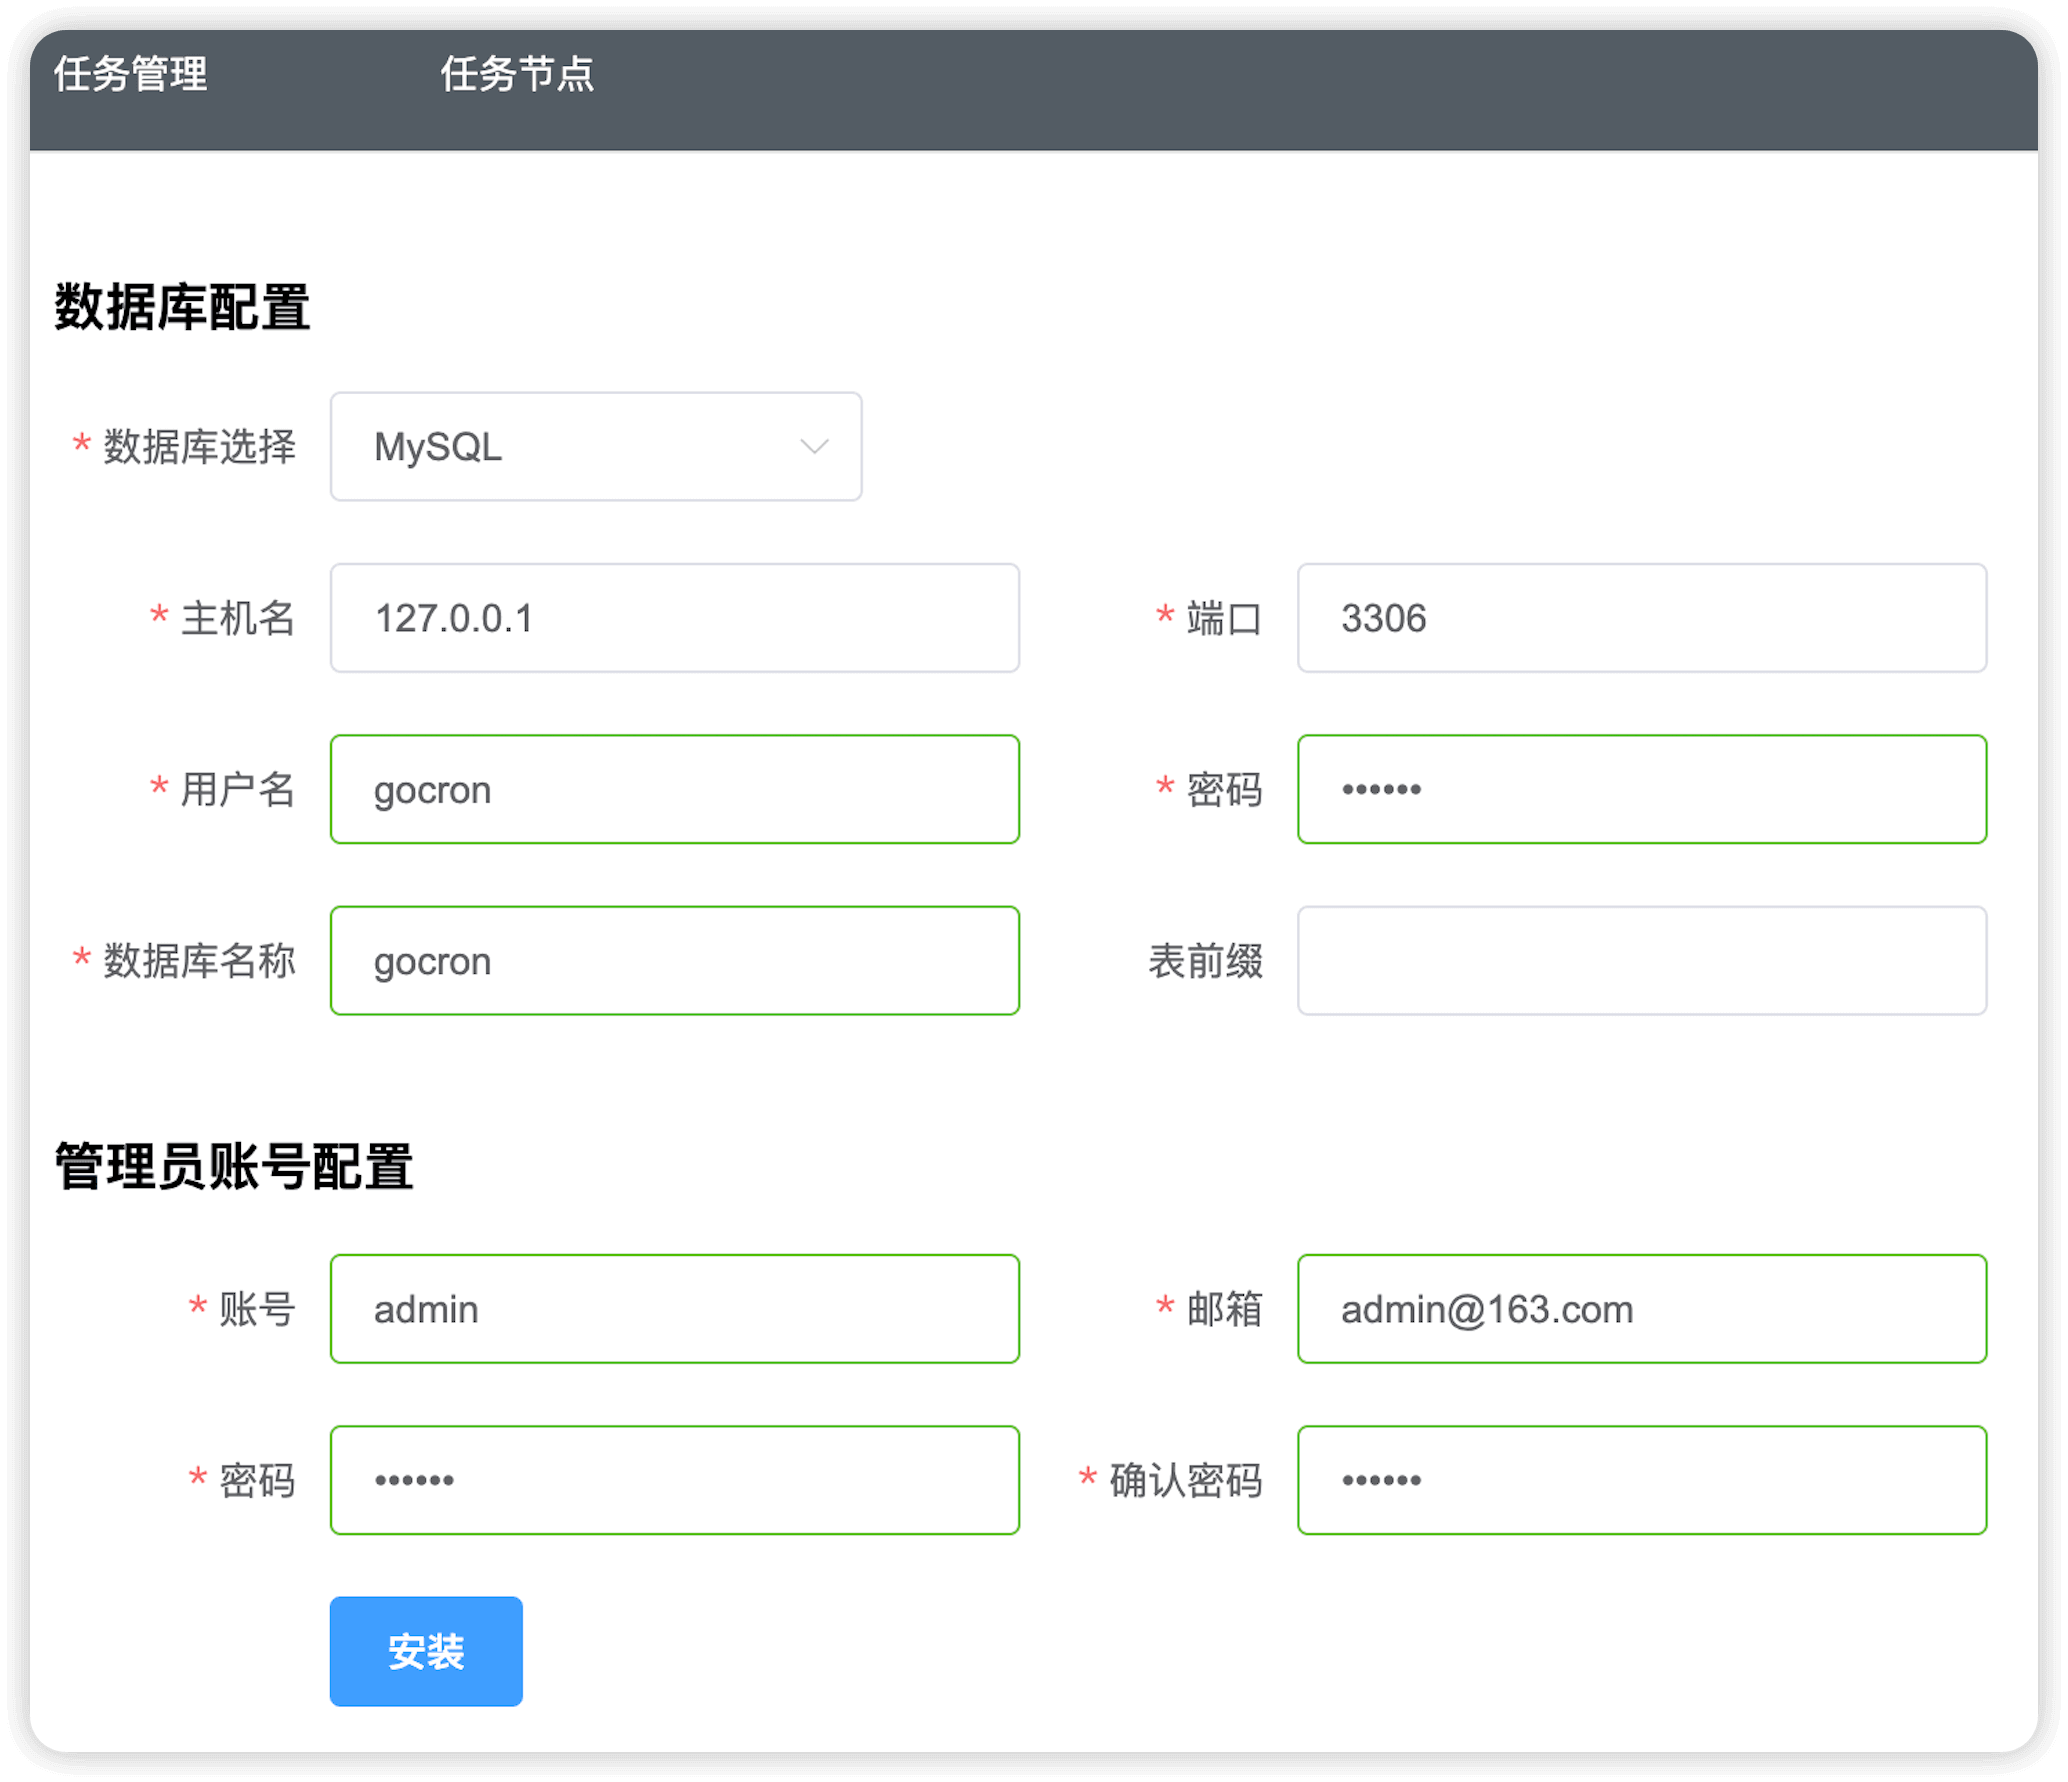 任务管理 任务节点
数据库配置
* 数据库选择 MySQL
* 主机名 127.0.0.1 * 端口 3306
* 用户名 gocron * 密码 ••••••
* 数据库名称 gocron 表前缀
管理员账号配置
* 账号 admin * 邮箱 admin@163.com
* 密码 •••••• * 确认密码 ••••••
安装